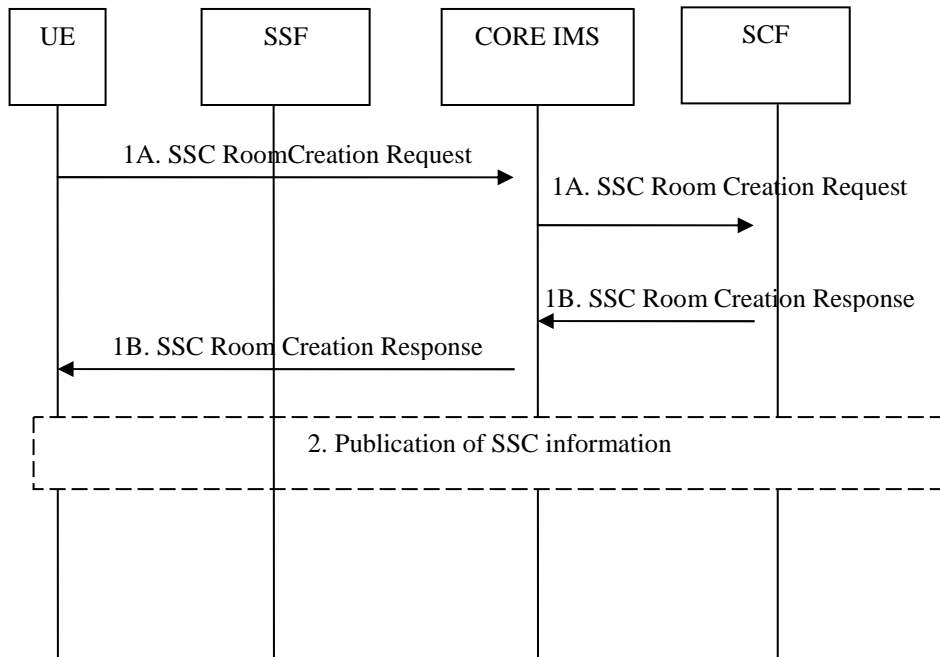 UE
SSF
CORE IMS
SCF
1A. SSC RoomCreation Request
1A. SSC Room Creation Request
1B. SSC Room Creation Response
1B. SSC Room Creation Response
2. Publication of SSC information